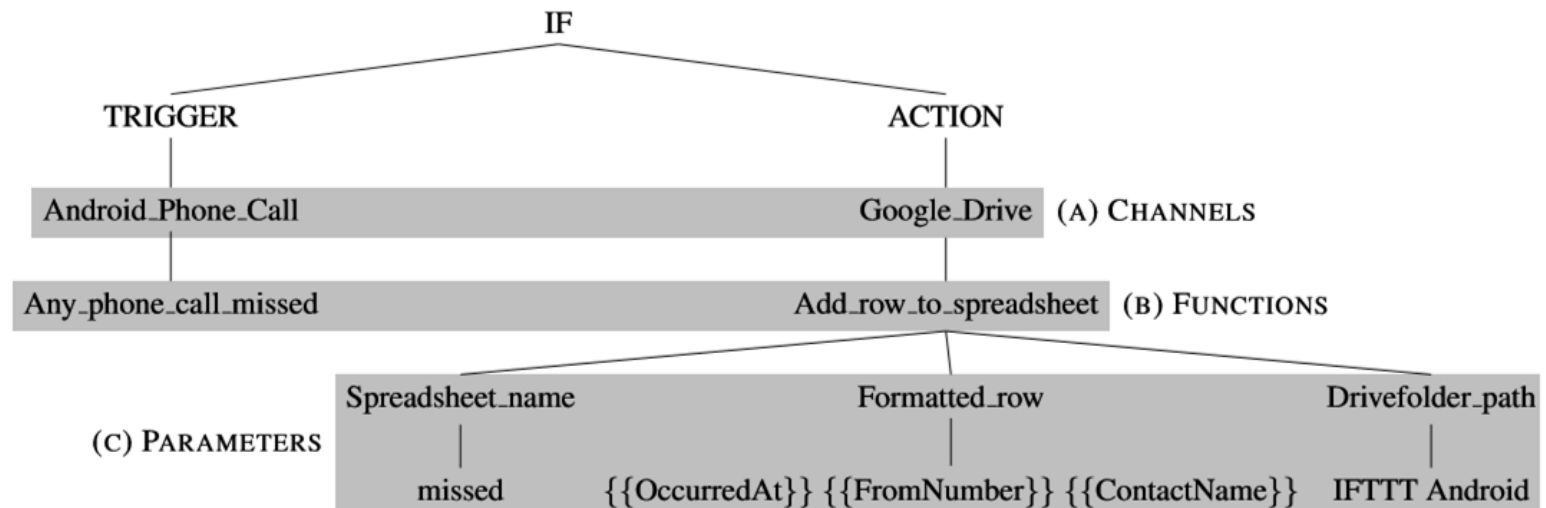 IF
TRIGGER ACTION
Android_Phone_Call Google_Drive (A) CHANNELS
Any_phone_call_missed Add_row_to_spreadsheet (B) FUNCTIONS
Spreadsheet_name Formatted_row Drivefolder_path
(C) PARAMETERS
missed {{OccurredAt}} {{FromNumber}} {{ContactName}} IFTTT Android